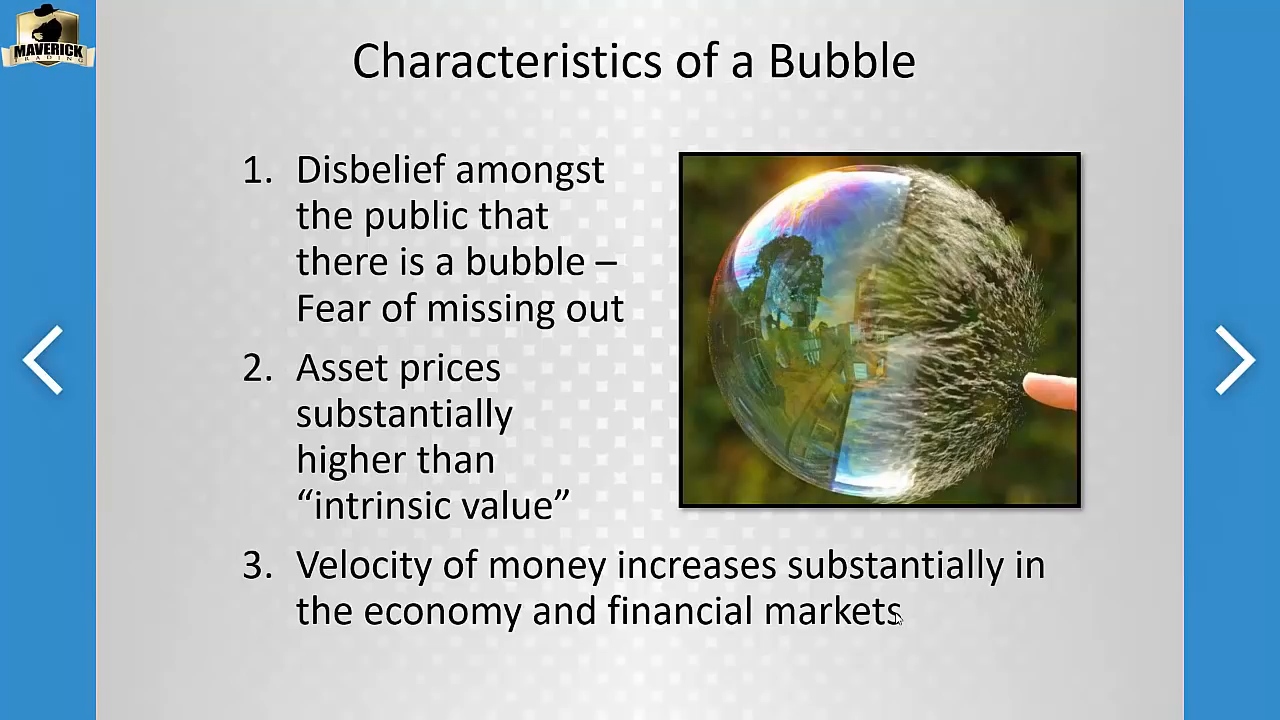 MAVERICK
TRADING
Characteristics of a Bubble
1. Disbelief amongst
the public that
there is a bubble –
Fear of missing out
2. Asset prices
substantially
higher than
“intrinsic value”
3. Velocity of money increases substantially in
the economy and financial markets